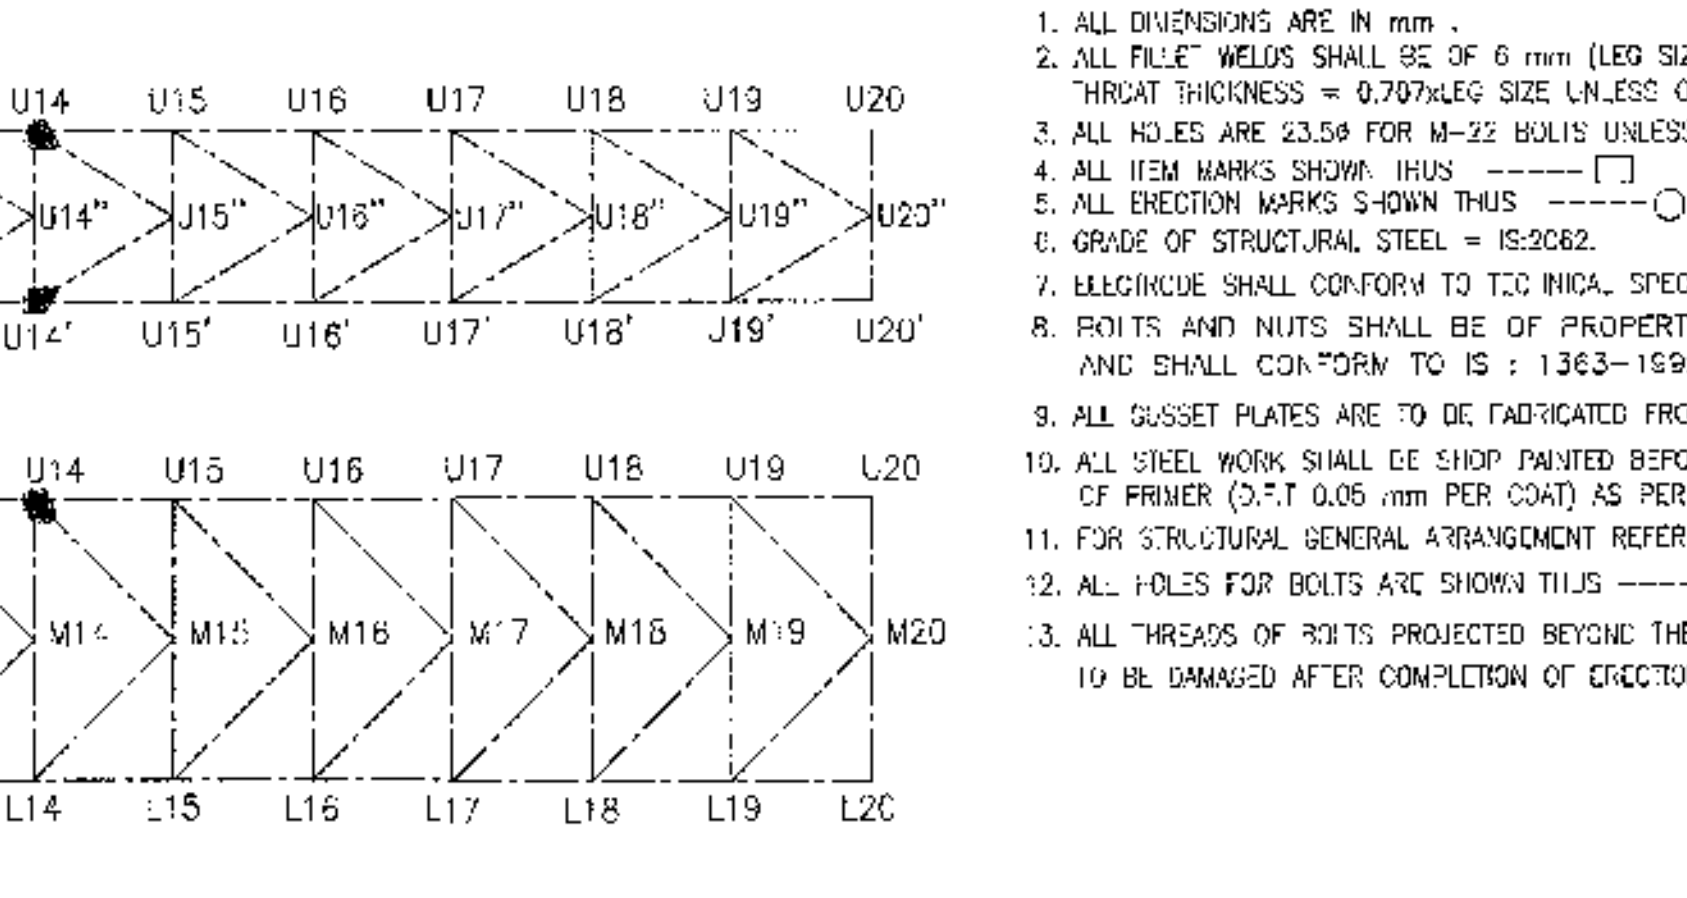 U14 U15 U16 U17 U18 U19 U20
U14" U15" U16" U17" U18" U19" U20"
U14' U15' U16' U17' U18' U19' U20'
U14 U15 U16 U17 U18 U19 U20
M14 M15 M16 M17 M18 M19 M20
L14 L15 L16 L17 L18 L19 L20
1. ALL DIMENSIONS ARE IN mm .
2. ALL FILLET WELDS SHALL BE OF 6 mm (LEG SIZ
THROAT THICKNESS = 0.707xLEG SIZE UNLESS O
3. ALL HOLES ARE 23.5ø FOR M-22 BOLTS UNLESS
4. ALL ITEM MARKS SHOWN THUS -----
5. ALL ERECTION MARKS SHOWN THUS -----
6. GRADE OF STRUCTURAL STEEL = IS:2062.
7. ELECTRODE SHALL CONFORM TO TECHNICAL SPEC
8. BOLTS AND NUTS SHALL BE OF PROPERT
AND SHALL CONFORM TO IS : 1363-199
9. ALL GUSSET PLATES ARE TO BE FABRICATED FRO
10. ALL STEEL WORK SHALL BE SHOP PAINTED BEFO
OF PRIMER (D.F.T 0.05 mm PER COAT) AS PER
11. FOR STRUCTURAL GENERAL ARRANGEMENT REFER
12. ALL HOLES FOR BOLTS ARE SHOWN THUS ----
13. ALL THREADS OF BOLTS PROJECTED BEYOND THE
TO BE DAMAGED AFTER COMPLETION OF ERECTIO